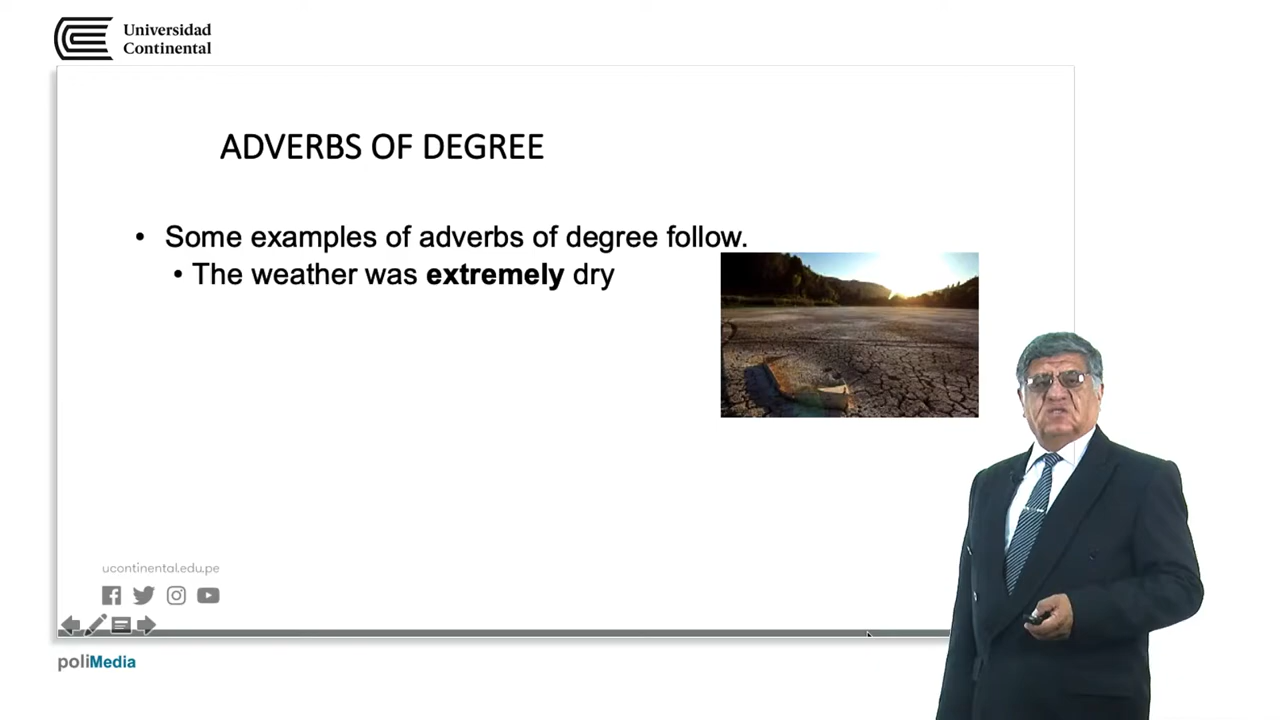 Universidad
Continental
ADVERBS OF DEGREE
• Some examples of adverbs of degree follow.
• The weather was extremely dry
ucontinental.edu.pe
poliMedia